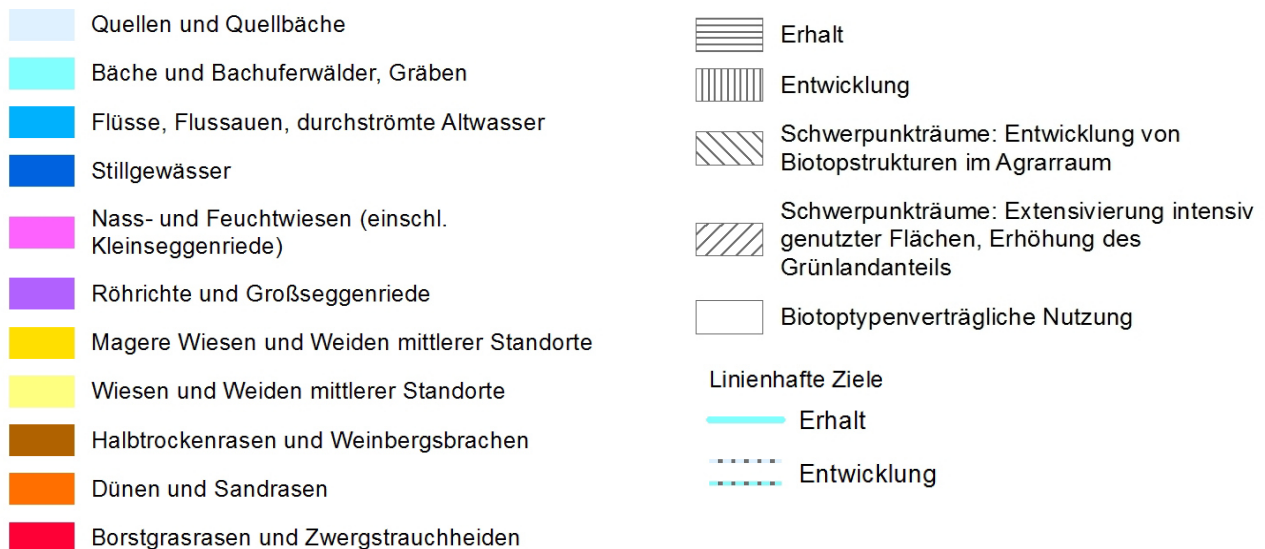 Quellen und Quellbäche
Bäche und Bachuferwälder, Gräben
Flüsse, Flussauen, durchströmte Altwasser
Stillgewässer
Nass- und Feuchtwiesen (einschl.
Kleinseggenriede)
Röhrichte und Großseggenriede
Magere Wiesen und Weiden mittlerer Standorte
Wiesen und Weiden mittlerer Standorte
Halbtrockenrasen und Weinbergsbrachen
Dünen und Sandrasen
Borstgrasrasen und Zwergstrauchheiden
Erhalt
Entwicklung
Schwerpunkträume: Entwicklung von
Biotopstrukturen im Agrarraum
Schwerpunkträume: Extensivierung intensiv
genutzter Flächen, Erhöhung des
Grünlandanteils
Biotoptypenverträgliche Nutzung
Linienhafte Ziele
Erhalt
Entwicklung